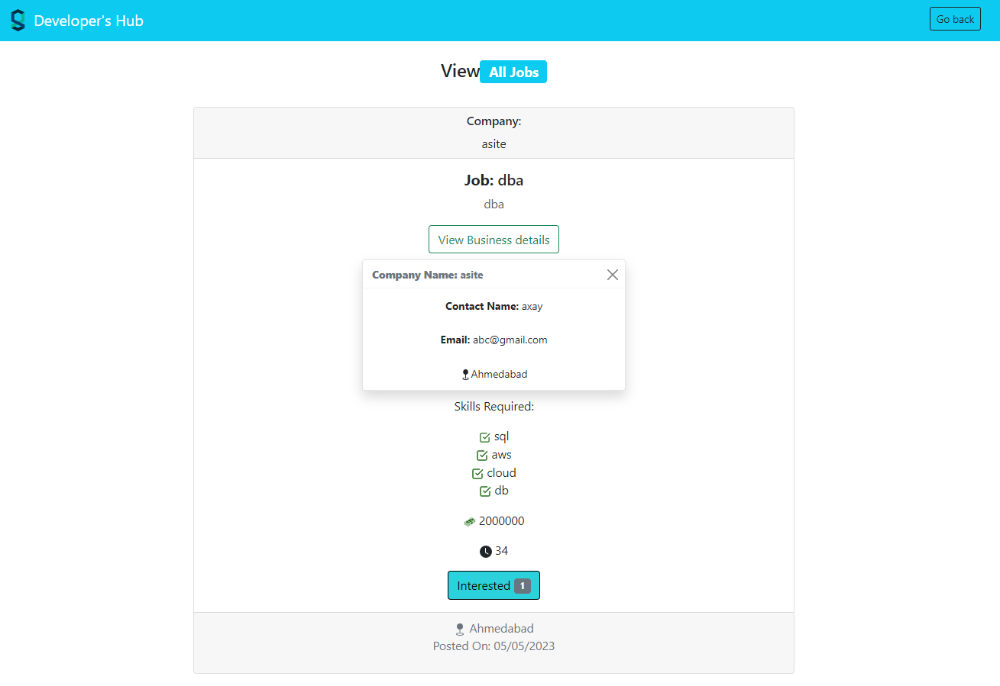 Developer's Hub
Go back
View All Jobs
Company:
asite
Job: dba
dba
View Business details
Company Name: asite
Contact Name: axay
Email: abc@gmail.com
Ahmedabad
Skills Required:
sql
aws
cloud
db
2000000
34
Interested 1
Ahmedabad
Posted On: 05/05/2023